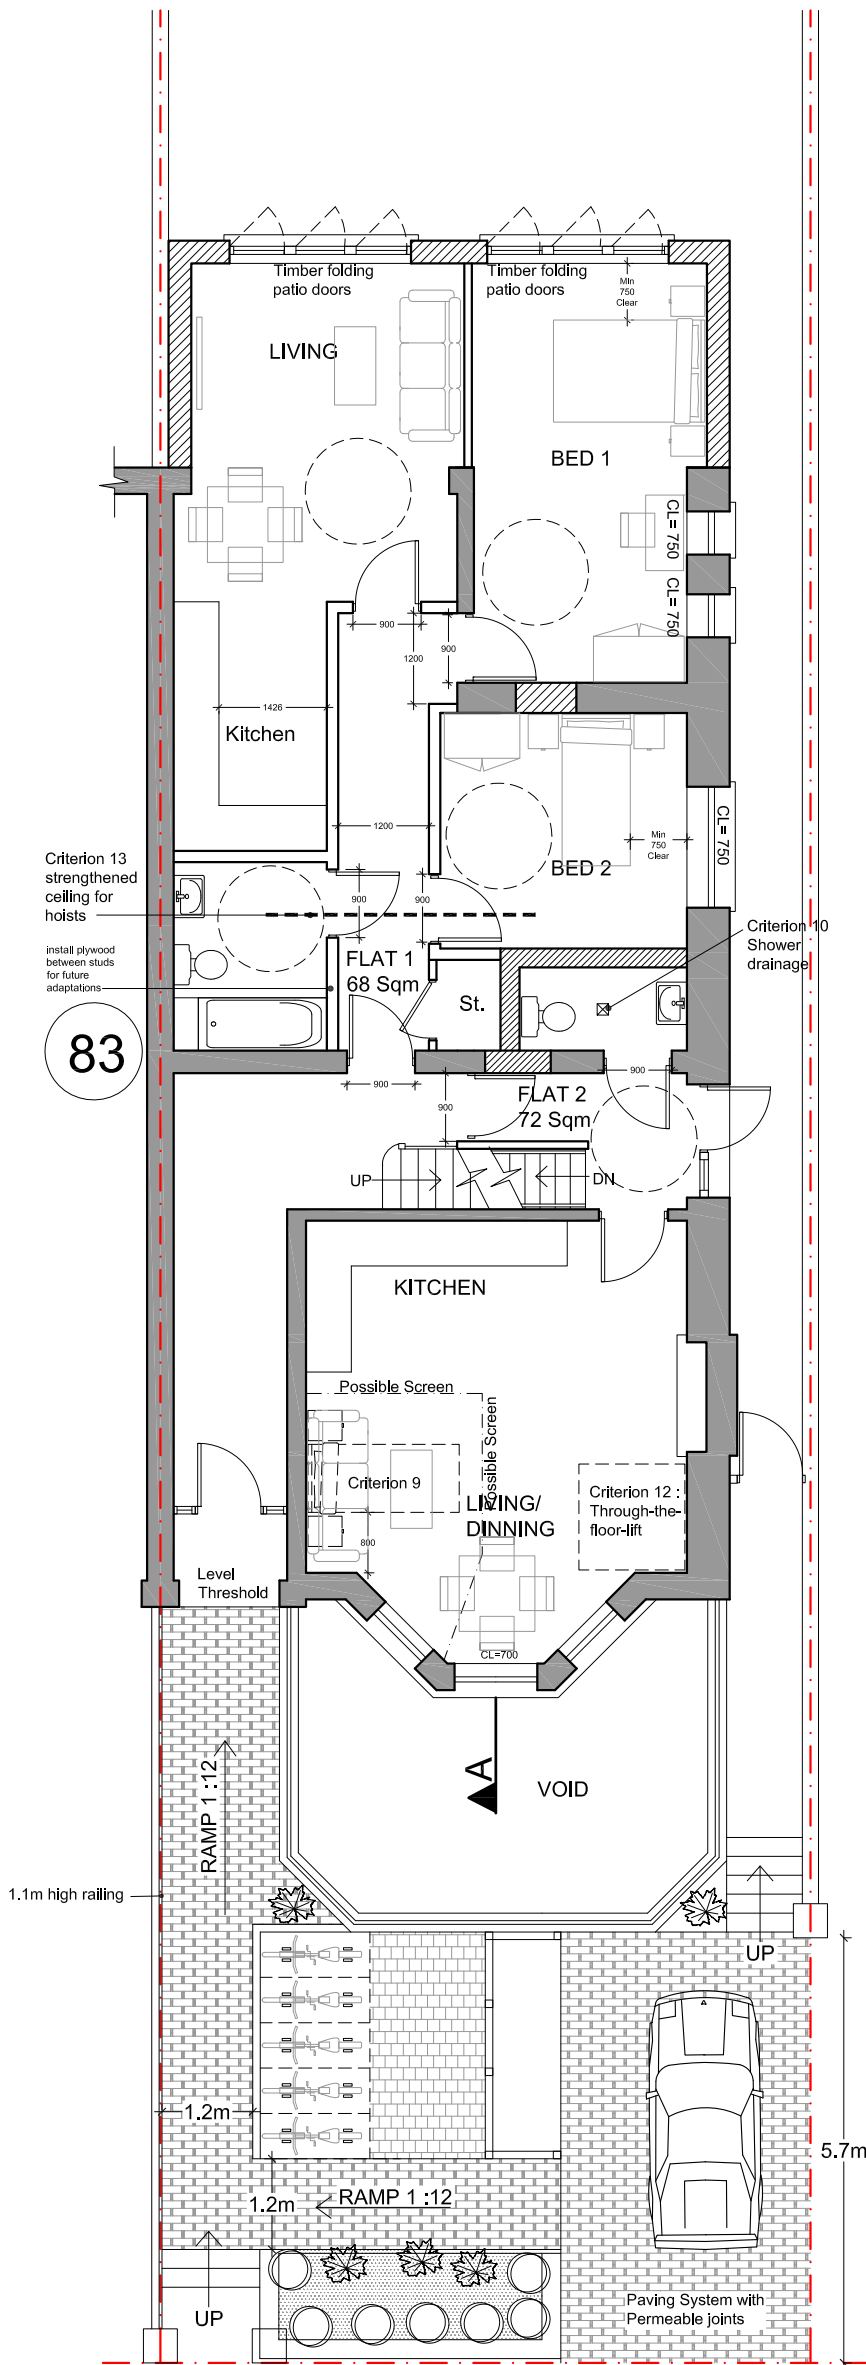 Timber folding
patio doors
Timber folding
patio doors
Min
750
Clear
LIVING
BED 1
CL= 750
CL= 750
900
1200
900
1426
Kitchen
1200
Min
750
Clear
CL= 750
BED 2
Criterion 13
strengthened
ceiling for
hoists
900
900
Criterion 10
Shower
drainage
install plywood
between studs
for future
adaptations
FLAT 1
68 Sqm
St.
83
900
900
FLAT 2
72 Sqm
900
UP
DN
KITCHEN
Possible Screen
Possible Screen
Criterion 9
Criterion 12 :
Through-the-
floor-lift
LIVING/
DINNING
800
Level
Threshold
CL=700
A
VOID
RAMP 1 :12
1.1m high railing
UP
1.2m
5.7m
1.2m
RAMP 1 :12
UP
Paving System with
Permeable joints